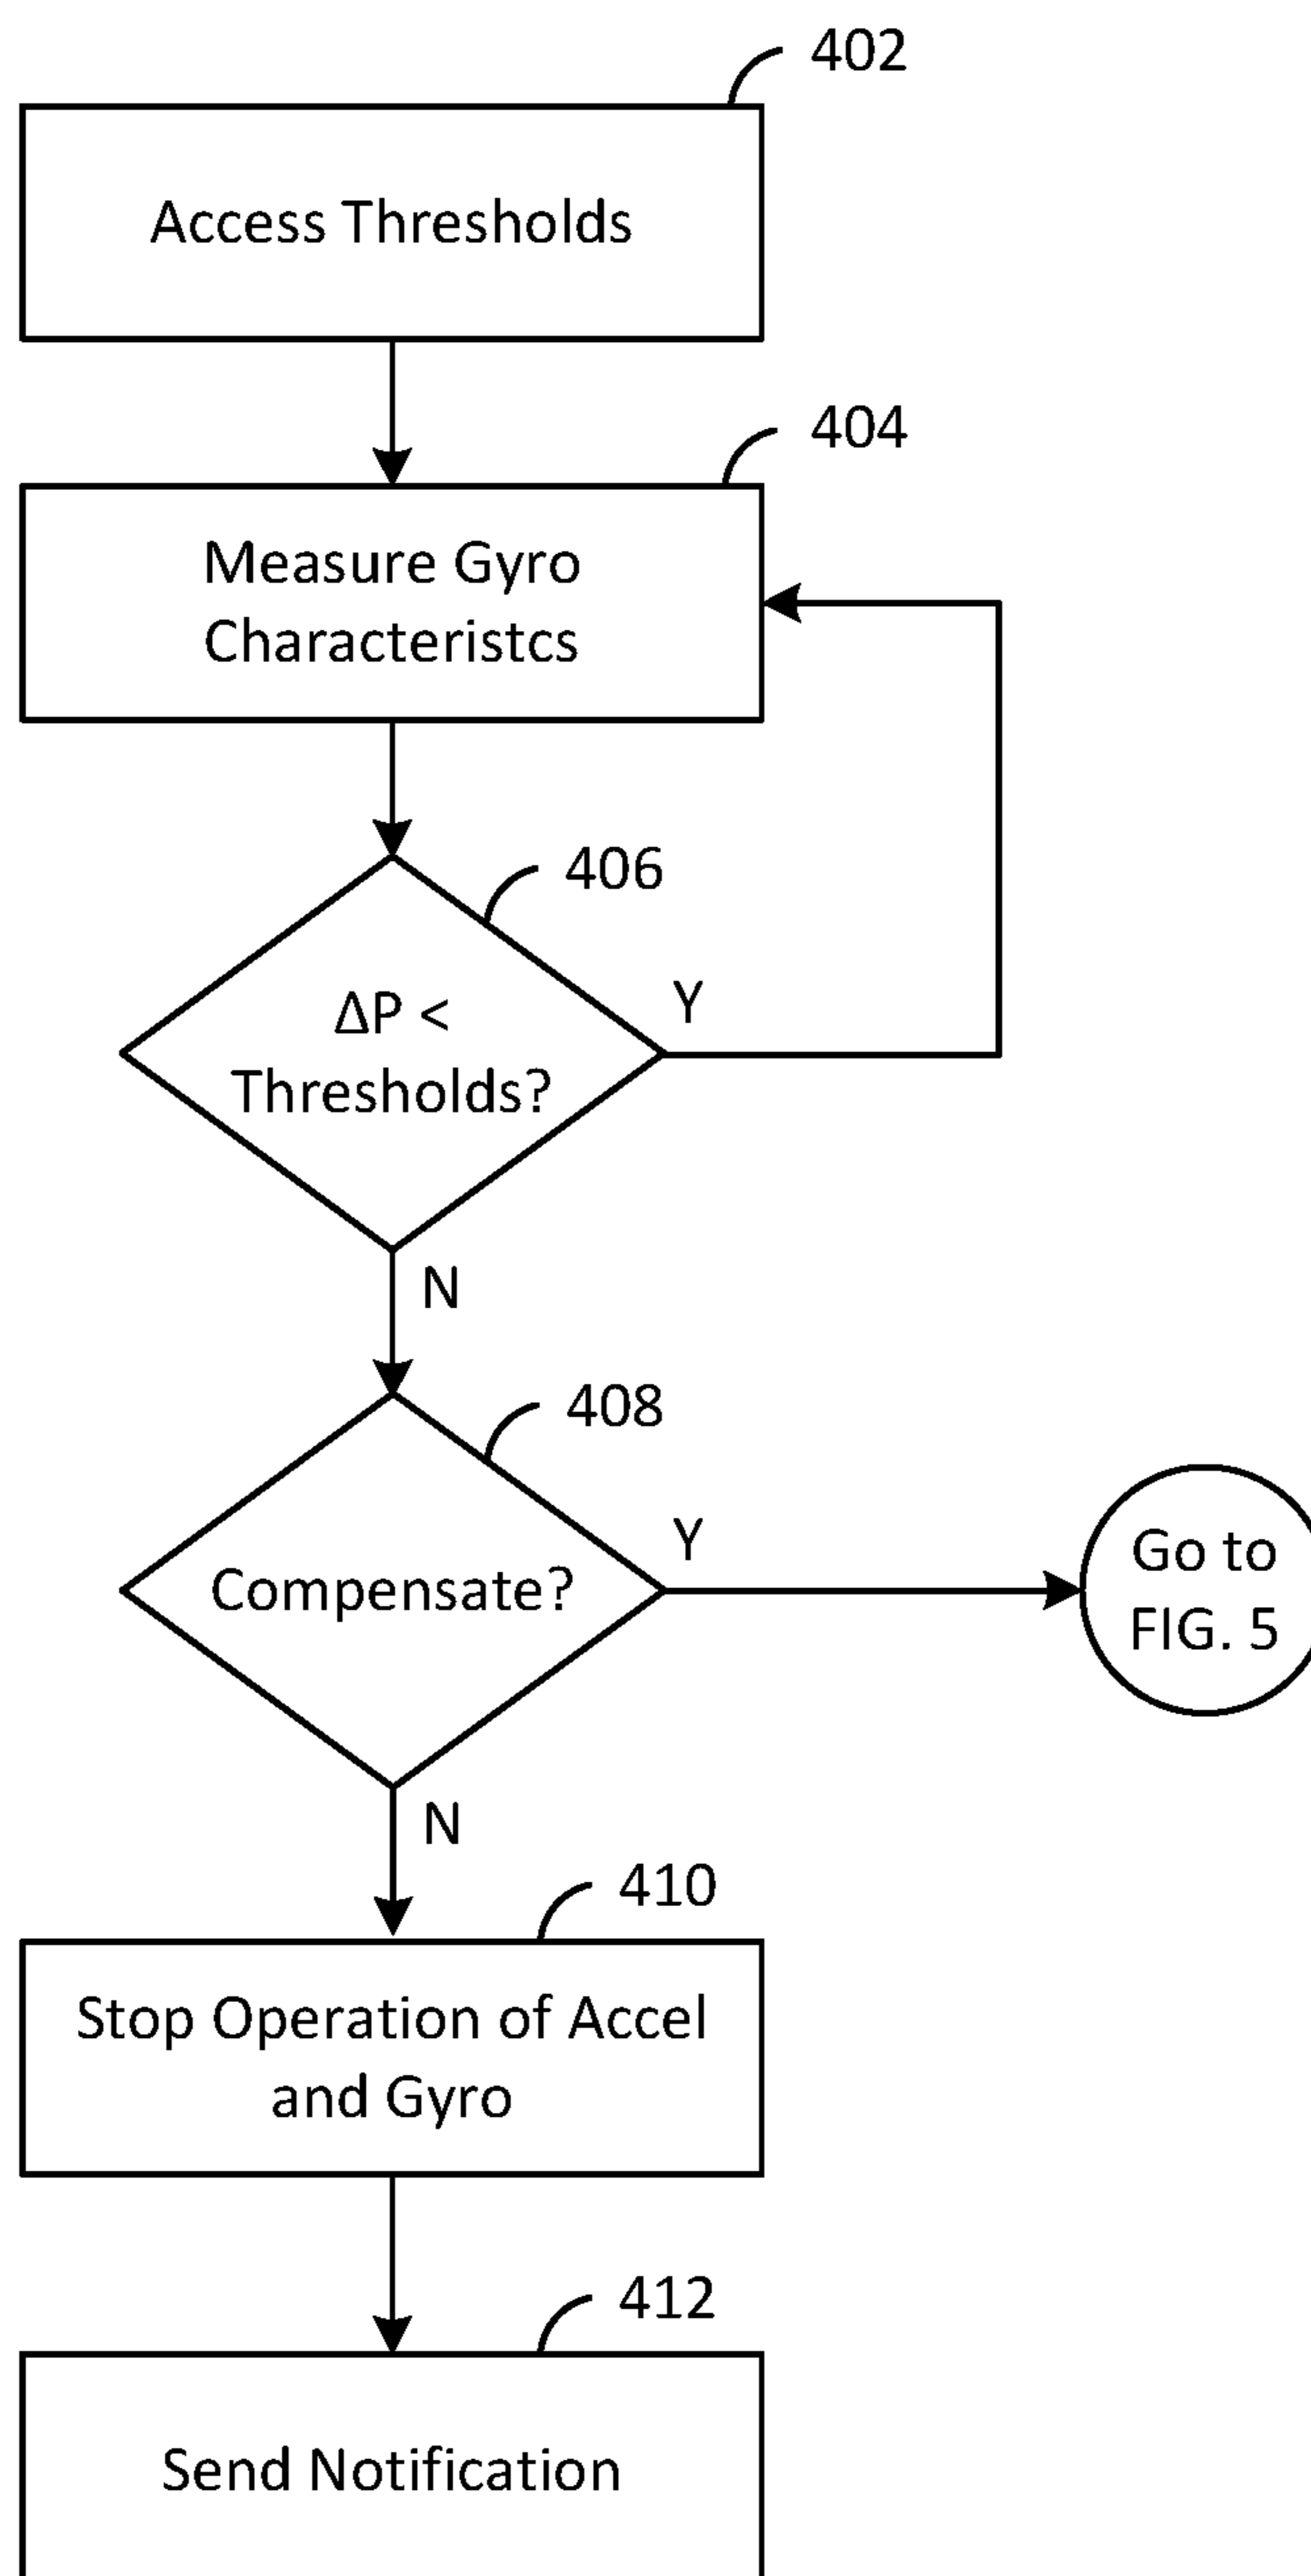 402
Access Thresholds
404
Measure Gyro
Characteristcs
406
ΔP <
Thresholds?
Y
N
408
Compensate?
Y
Go to
FIG. 5
N
410
Stop Operation of Accel
and Gyro
412
Send Notification